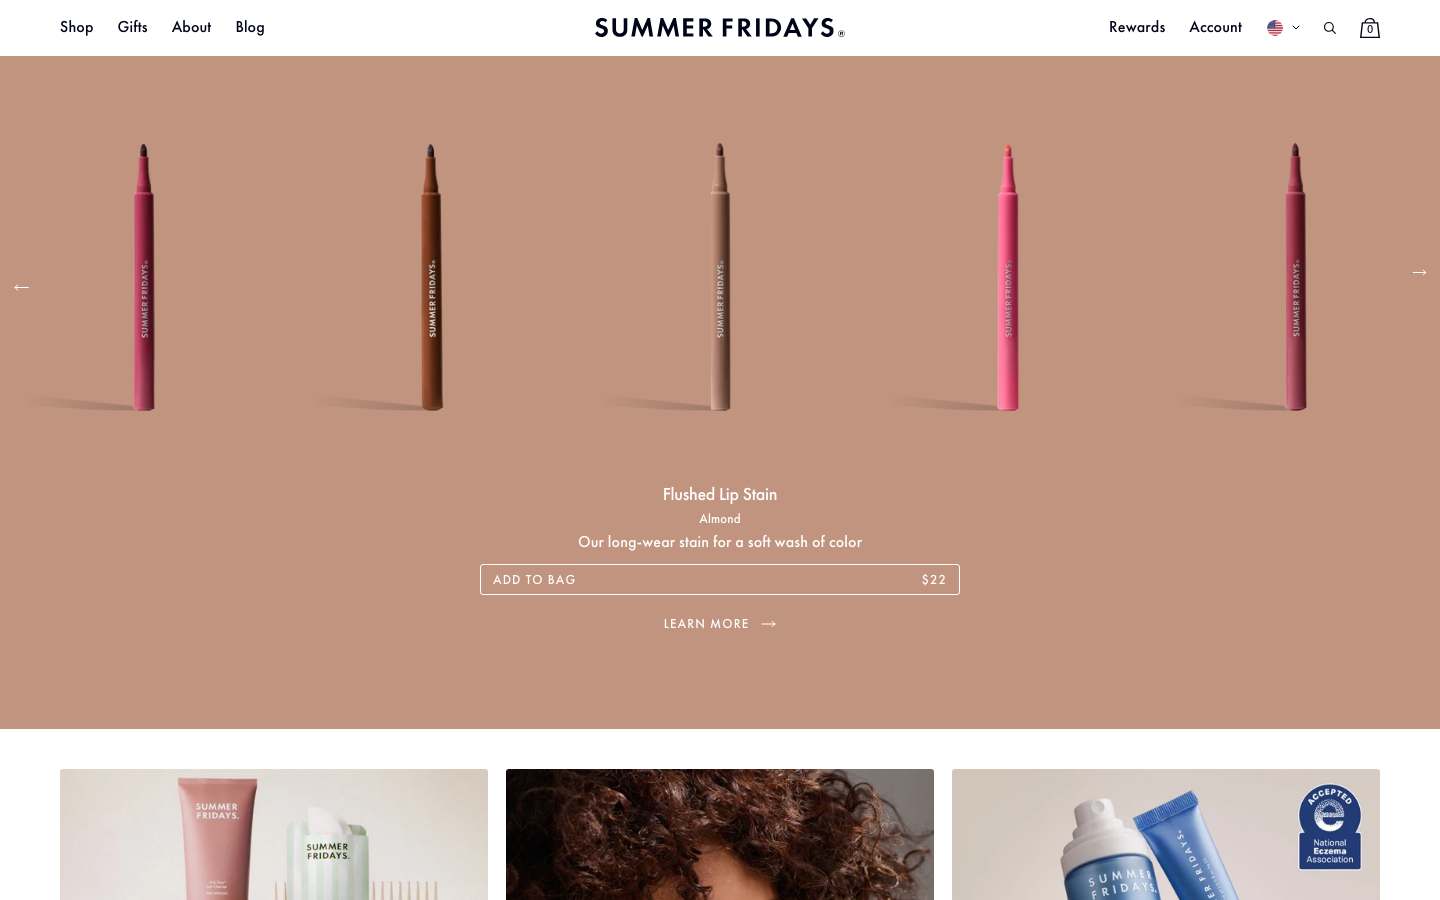 Shop
Gifts
About
Blog
SUMMER FRIDAYS®
Rewards
Account
0
SUMMER FRIDAYS®
SUMMER FRIDAYS®
SUMMER FRIDAYS®
SUMMER FRIDAYS®
SUMMER FRIDAYS®
Flushed Lip Stain
Almond
Our long-wear stain for a soft wash of color
ADD TO BAG $22
LEARN MORE
SUMMER
FRIDAYS.
SUMMER
FRIDAYS.
SUMMER
FRIDAYS.
MER FRIDAYS.
ACCEPTED
National
Eczema
Association